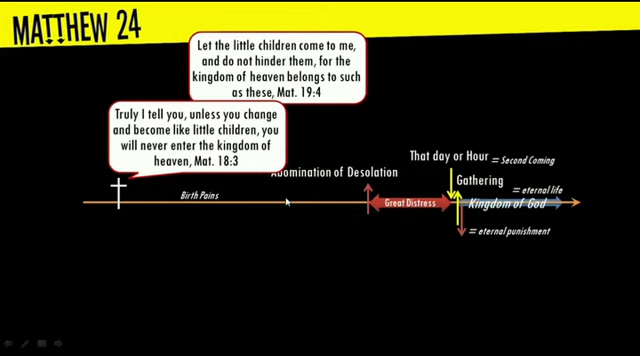 MATTHEW 24
Let the little children come to me,
and do not hinder them, for the
kingdom of heaven belongs to such
as these, Mat. 19:4
Truly I tell you, unless you change
and become like little children, you
will never enter the kingdom of
heaven, Mat. 18:3
Abomination of Desolation
That day or Hour = Second Coming
Gathering
= eternal life
Birth Pains
Great Distress
Kingdom of God
= eternal punishment